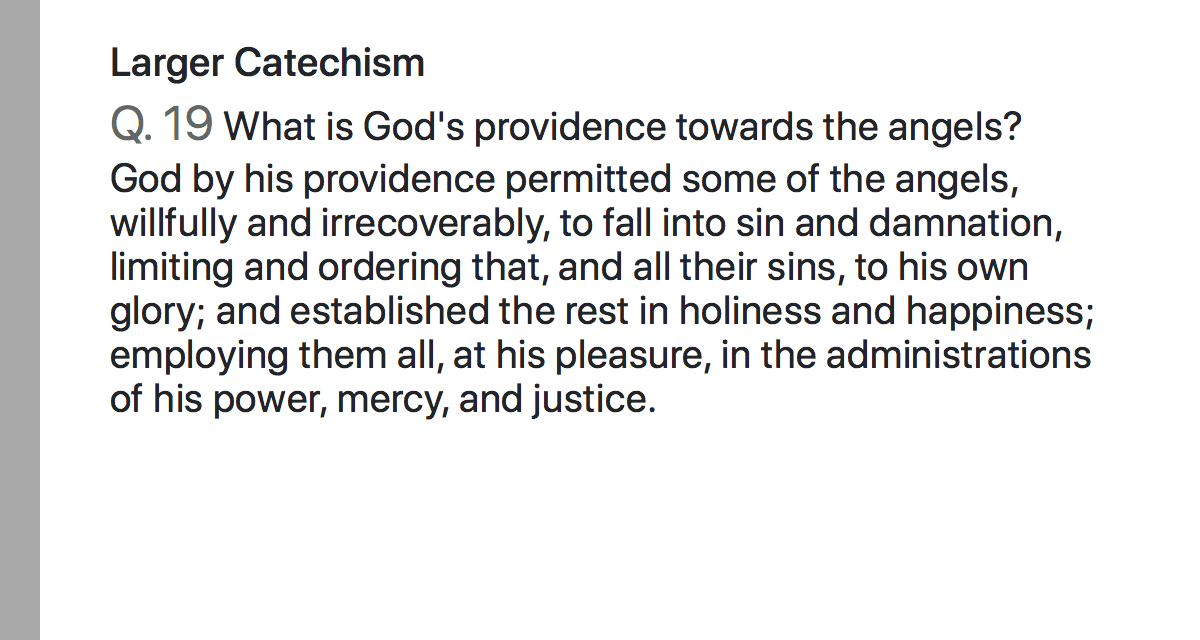 Larger Catechism
Q. 19 What is God's providence towards the angels?
God by his providence permitted some of the angels,
willfully and irrecoverably, to fall into sin and damnation,
limiting and ordering that, and all their sins, to his own
glory; and established the rest in holiness and happiness;
employing them all, at his pleasure, in the administrations
of his power, mercy, and justice.